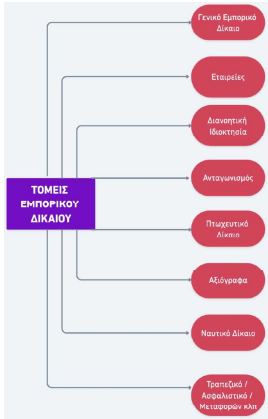 Γενικό Εμπορικό
Δίκαιο
Εταιρείες
Διανοητική
Ιδιοκτησία
Ανταγωνισμός
ΤΟΜΕΙΣ
ΕΜΠΟΡΙΚΟΥ
ΔΙΚΑΙΟΥ
Πτωχευτικό
Δίκαιο
Αξιόγραφα
Ναυτικό Δίκαιο
Τραπεζικό /
Ασφαλιστικό /
Μεταφορών κλπ